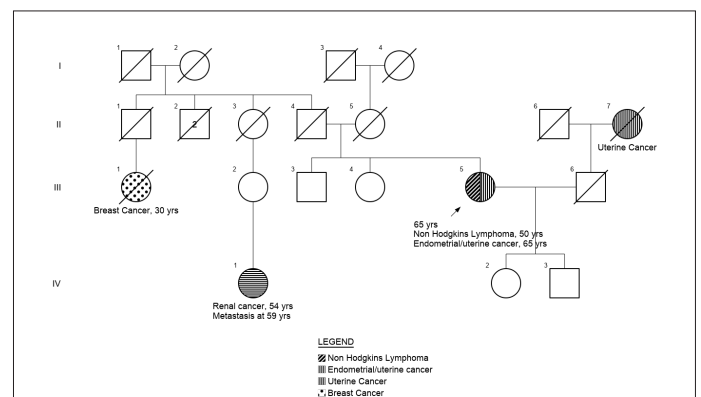 1 2 3 4
I
1 2 3 4 5 6 7
II 2
Uterine Cancer
1 2 3 4 5 6
III
Breast Cancer, 30 yrs
65 yrs
Non Hodgkins Lymphoma, 50 yrs
Endometrial/uterine cancer, 65 yrs
1 2 3
IV
Renal cancer, 54 yrs
Metastasis at 59 yrs
LEGEND
Non Hodgkins Lymphoma
Endometrial/uterine cancer
Uterine Cancer
Breast Cancer